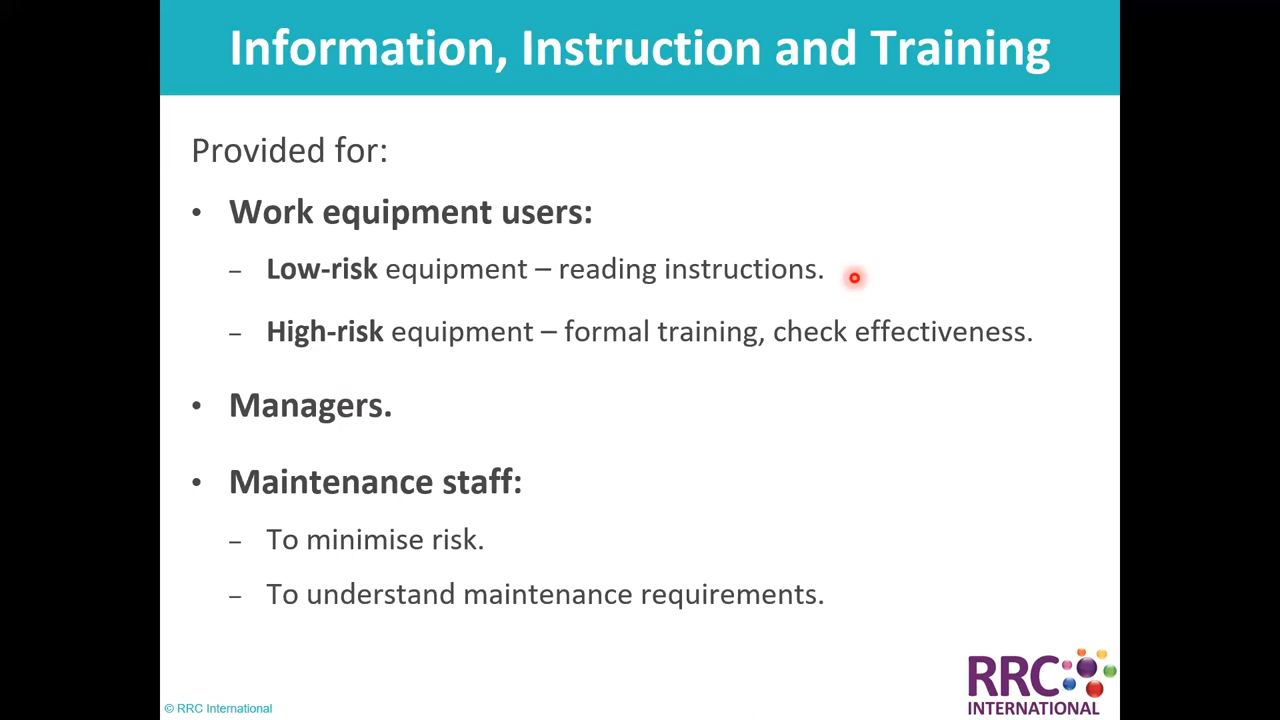 Information, Instruction and Training
Provided for:
• Work equipment users:
– Low-risk equipment – reading instructions.
– High-risk equipment – formal training, check effectiveness.
• Managers.
• Maintenance staff:
– To minimise risk.
– To understand maintenance requirements.
RRC
INTERNATIONAL
© RRC International